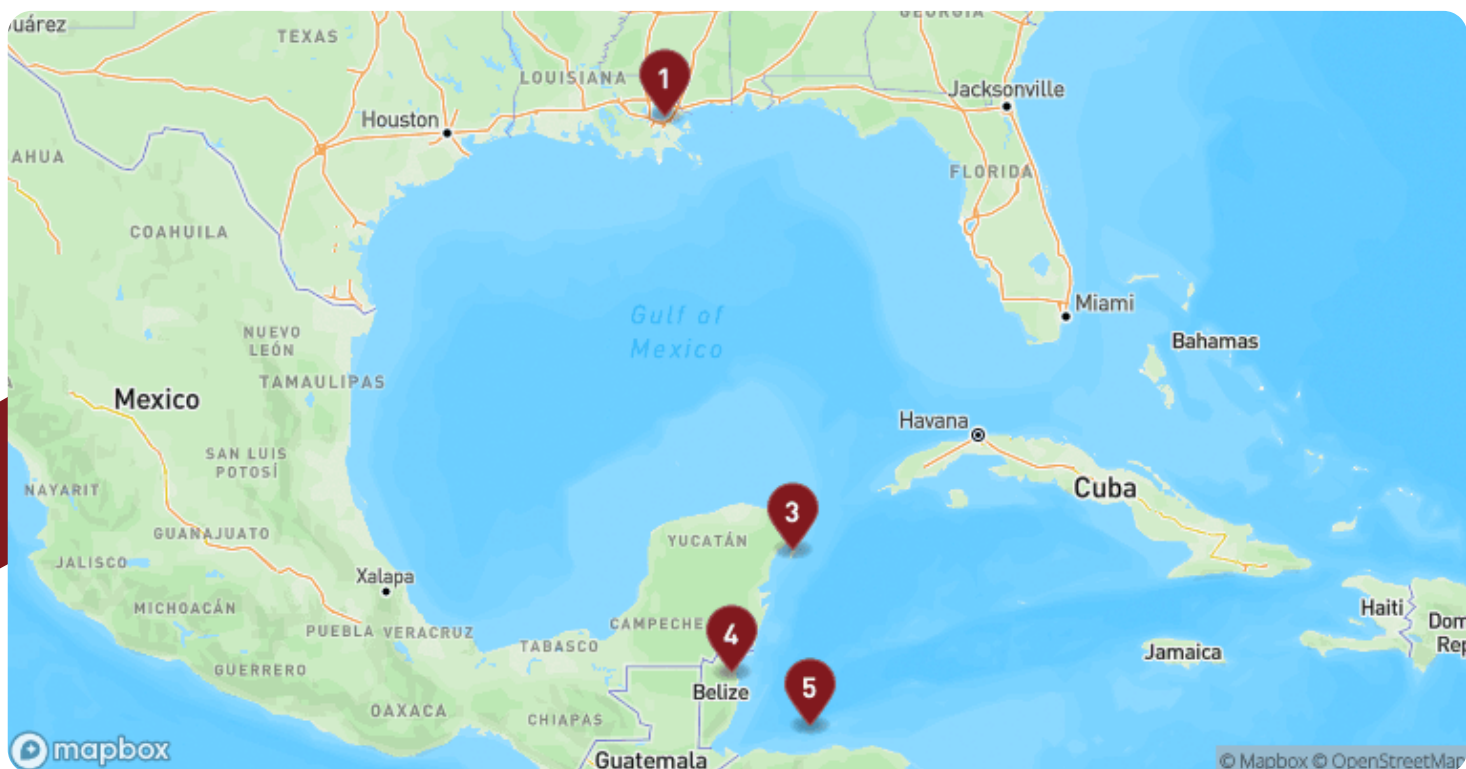 uárez
TEXAS
GEORGIA
LOUISIANA
1
Jacksonville
Houston
AHUA
FLORIDA
COAHUILA
Miami
Gulf of
Mexico
NUEVO
LEÓN
Bahamas
TAMAULIPAS
Mexico
Havana
SAN LUIS
POTOSÍ
Cuba
NAYARIT
3
GUANAJUATO
YUCATÁN
JALISCO
Xalapa
MICHOACÁN
Haiti
PUEBLA
VERACRUZ
CAMPECHE
4
Dom
Rep
TABASCO
Jamaica
GUERRERO
Belize
5
OAXACA
CHIAPAS
mapbox
Guatemala
© Mapbox © OpenStreetMap